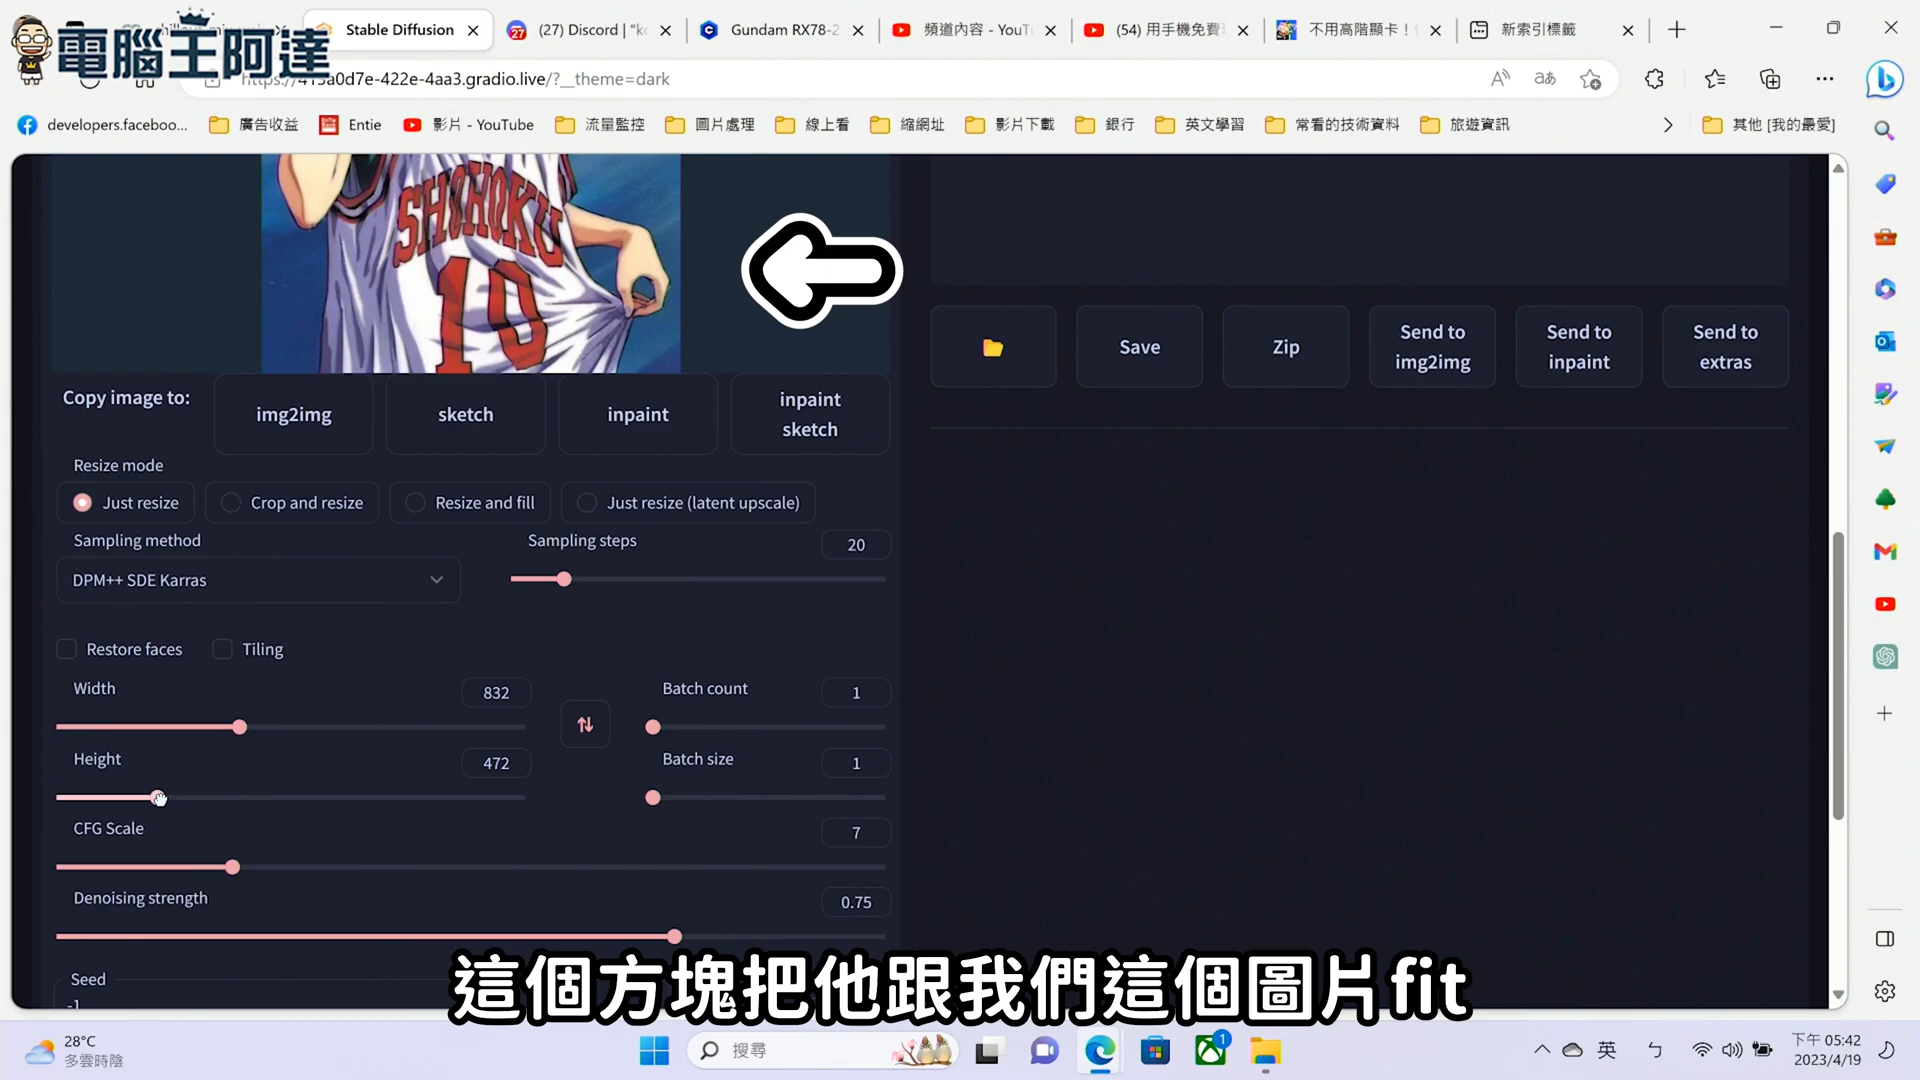 Stable Diffusion
(27) Discord | "kc
Gundam RX78-2
頻道內容 - YouT
(54) 用手機免費
不用高階顯卡！
新索引標籤
電腦王阿達
https://413a0d7e-422e-4aa3.gradio.live/?__theme=dark
developers.faceboo...
廣告收益
Entie
影片 - YouTube
流量監控
圖片處理
線上看
縮網址
影片下載
銀行
英文學習
常看的技術資料
旅遊資訊
其他 [我的最愛]
SHOHOKU
10
Save
Zip
Send to
img2img
Send to
inpaint
Send to
extras
Copy image to:
img2img
sketch
inpaint
inpaint
sketch
Resize mode
Just resize
Crop and resize
Resize and fill
Just resize (latent upscale)
Sampling method
Sampling steps
20
DPM++ SDE Karras
Restore faces
Tiling
Width
832
Batch count
1
Height
472
Batch size
1
CFG Scale
7
Denoising strength
0.75
Seed
-1
這個方塊把他跟我們這個圖片fit
28°C
多雲時陰
搜尋
1
英
ㄅ
下午 05:42
2023/4/19